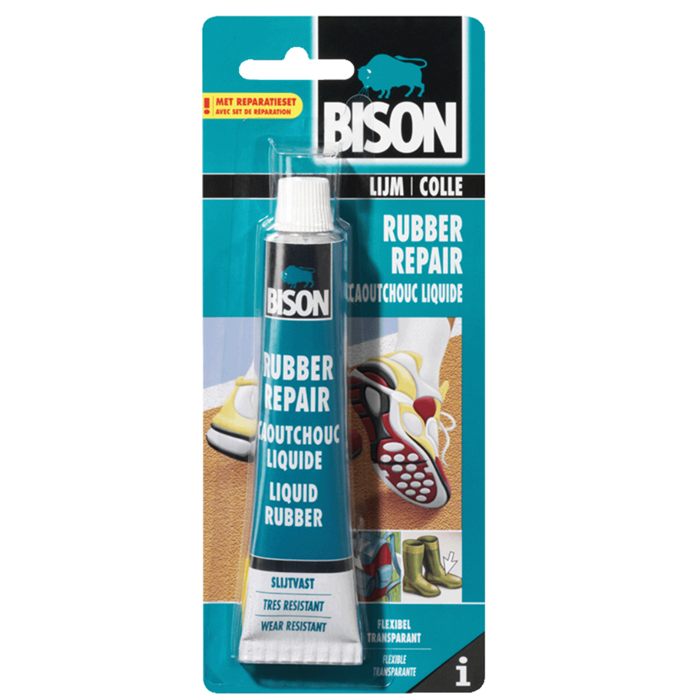 ! MET REPARATIESET
AVEC SET DE RÉPARATION
BISON
LIJM | COLLE
RUBBER
REPAIR
CAOUTCHOUC LIQUIDE
BISON
RUBBER
REPAIR
CAOUTCHOUC
LIQUIDE
LIQUID
RUBBER
SLIJTVAST
TRES RESISTANT
WEAR RESISTANT
FLEXIBEL
TRANSPARANT
FLEXIBLE
TRANSPARANTE
i